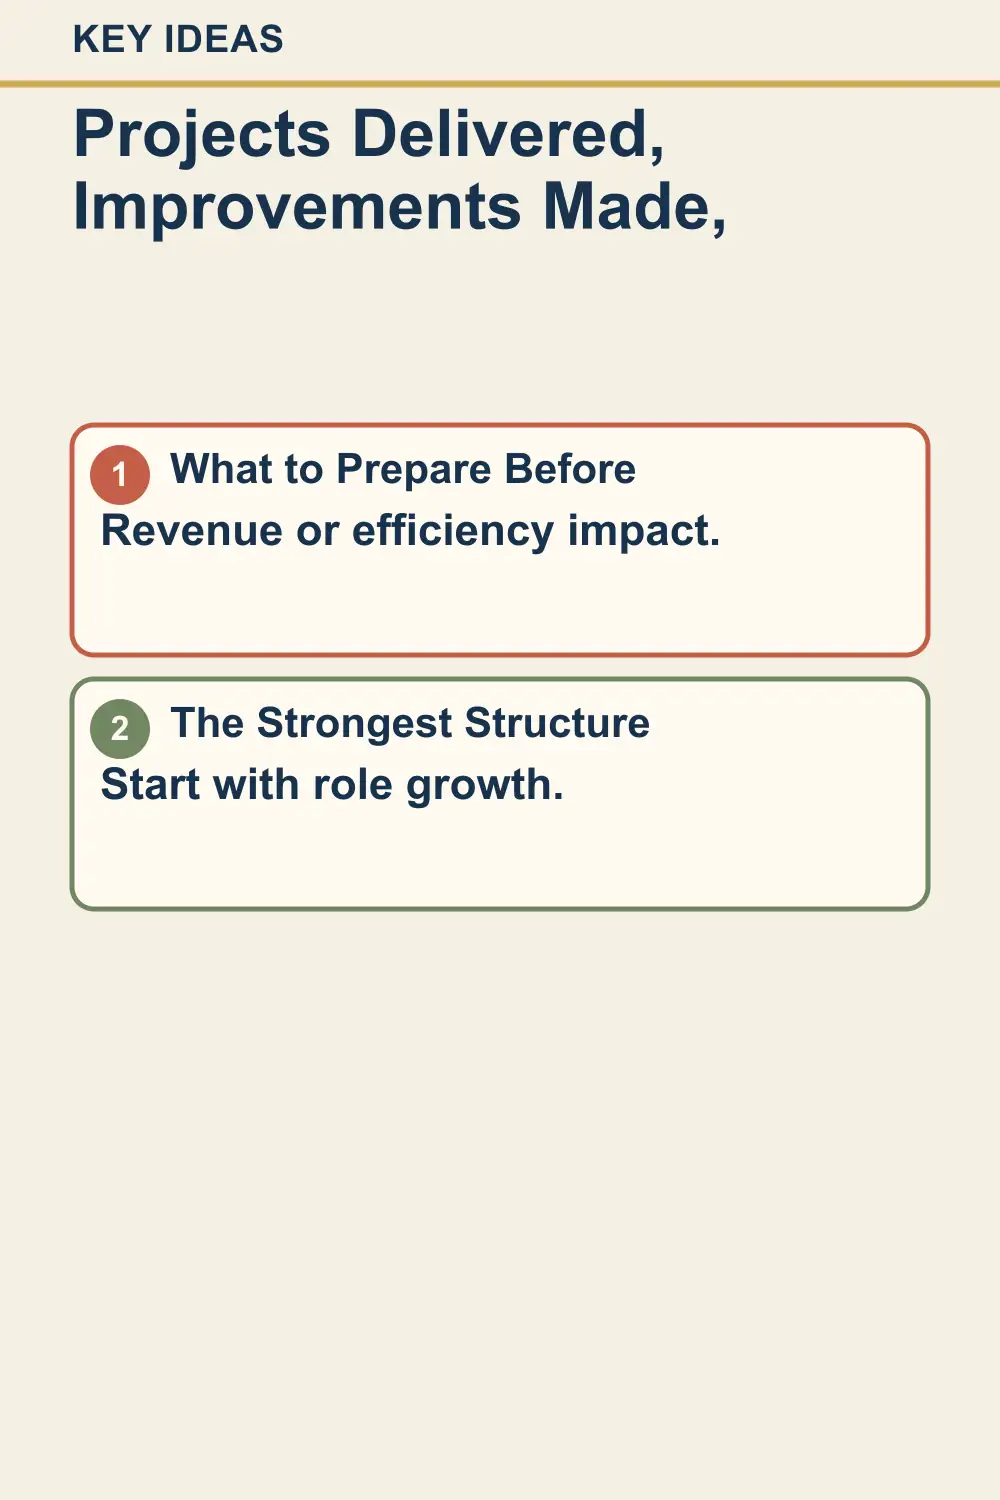 KEY IDEAS
Projects Delivered,
Improvements Made,
1 What to Prepare Before
Revenue or efficiency impact.
2 The Strongest Structure
Start with role growth.